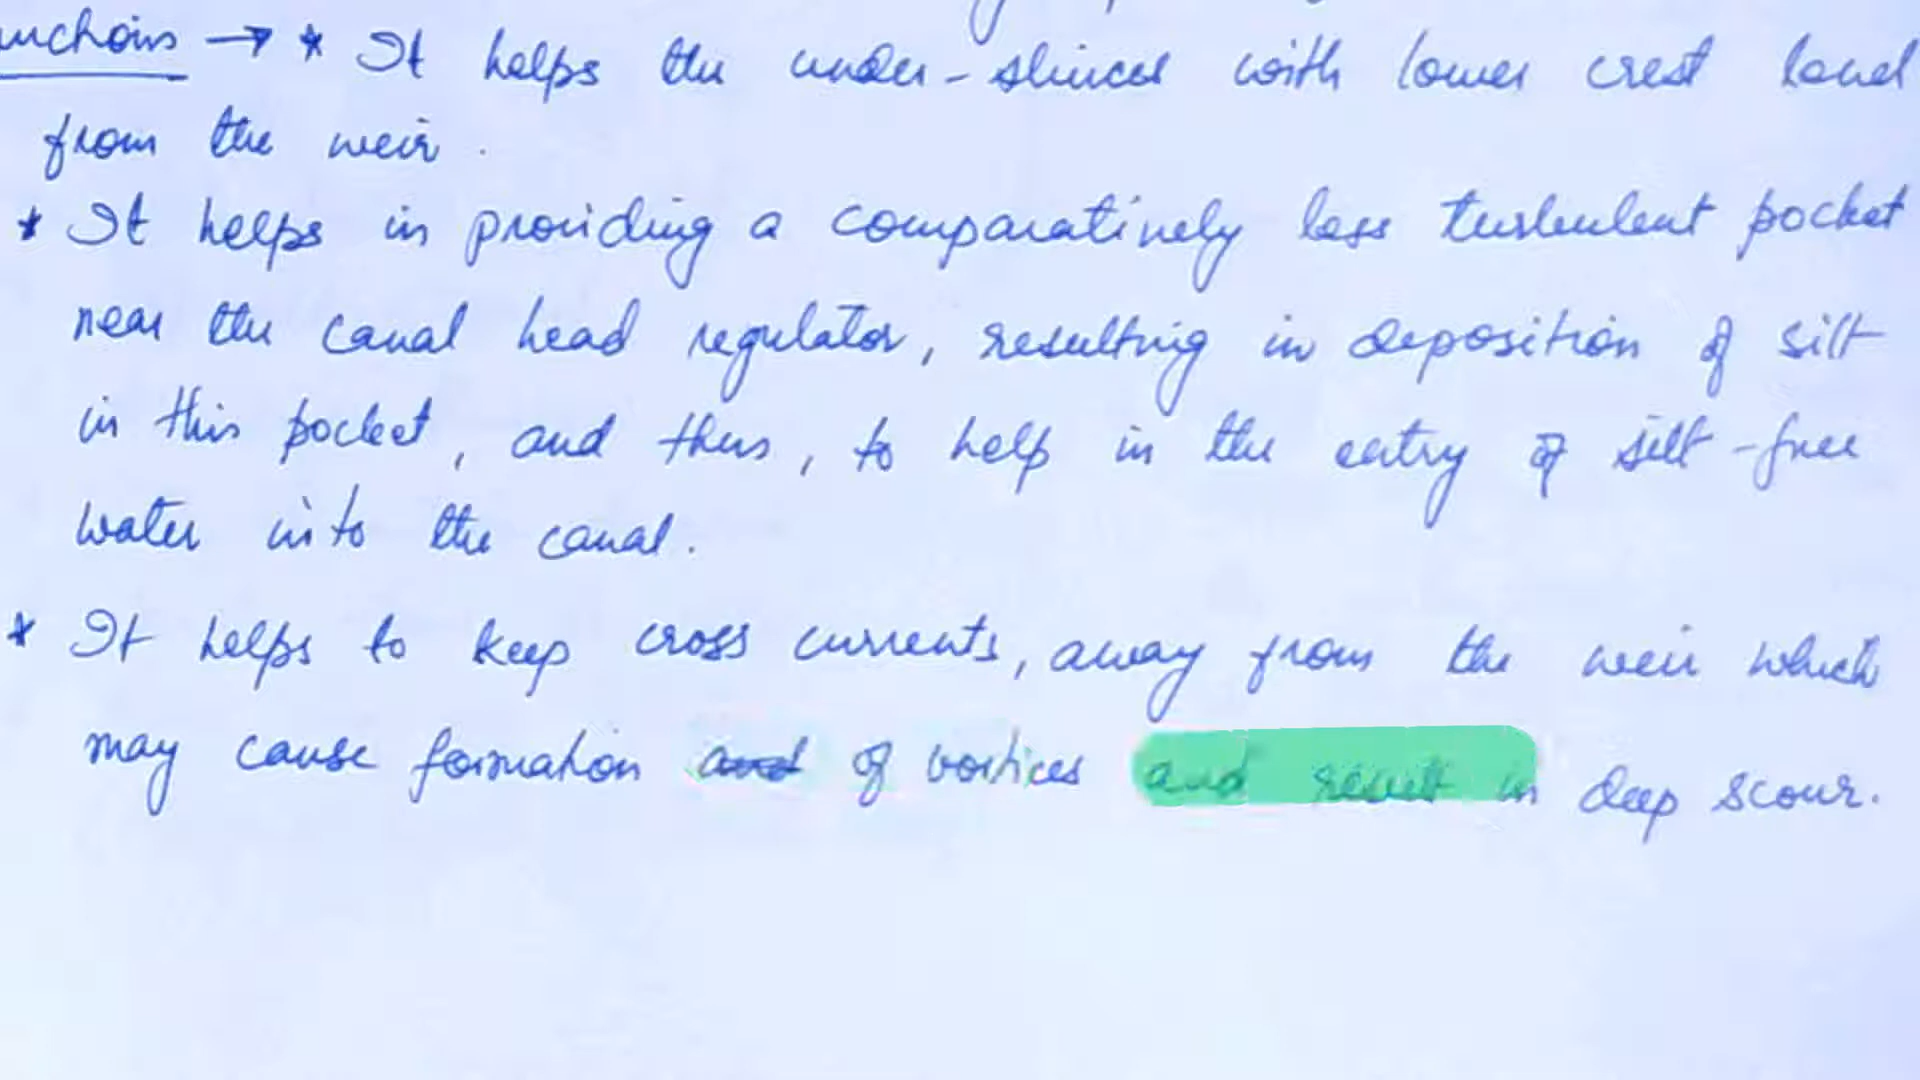 unctions → * It helps the under-sluices with lower crest level
from the weir.
* It helps in providing a comparatively less turbulent pocket
near the canal head regulator, resulting in deposition of silt
in this pocket, and thus, to help in the entry of silt-free
water into the canal.
* It helps to keep cross currents, away from the weir which
may cause formation of vortices and result in deep scour.